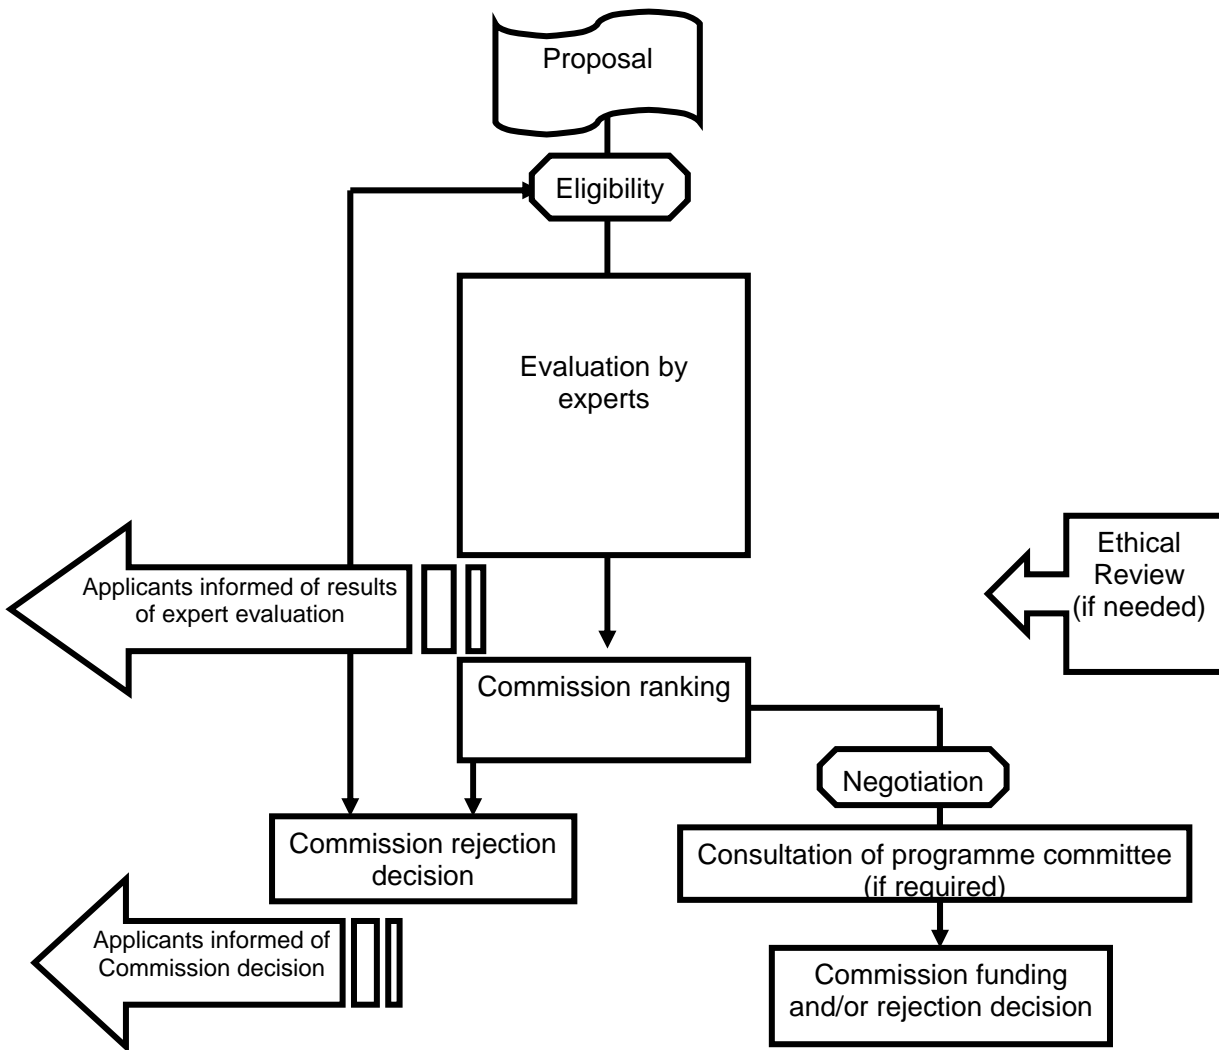 Proposal
Eligibility
Evaluation by
experts
Ethical
Review
(if needed)
Applicants informed of results
of expert evaluation
Commission ranking
Negotiation
Commission rejection
decision
Consultation of programme committee
(if required)
Applicants informed of
Commission decision
Commission funding
and/or rejection decision